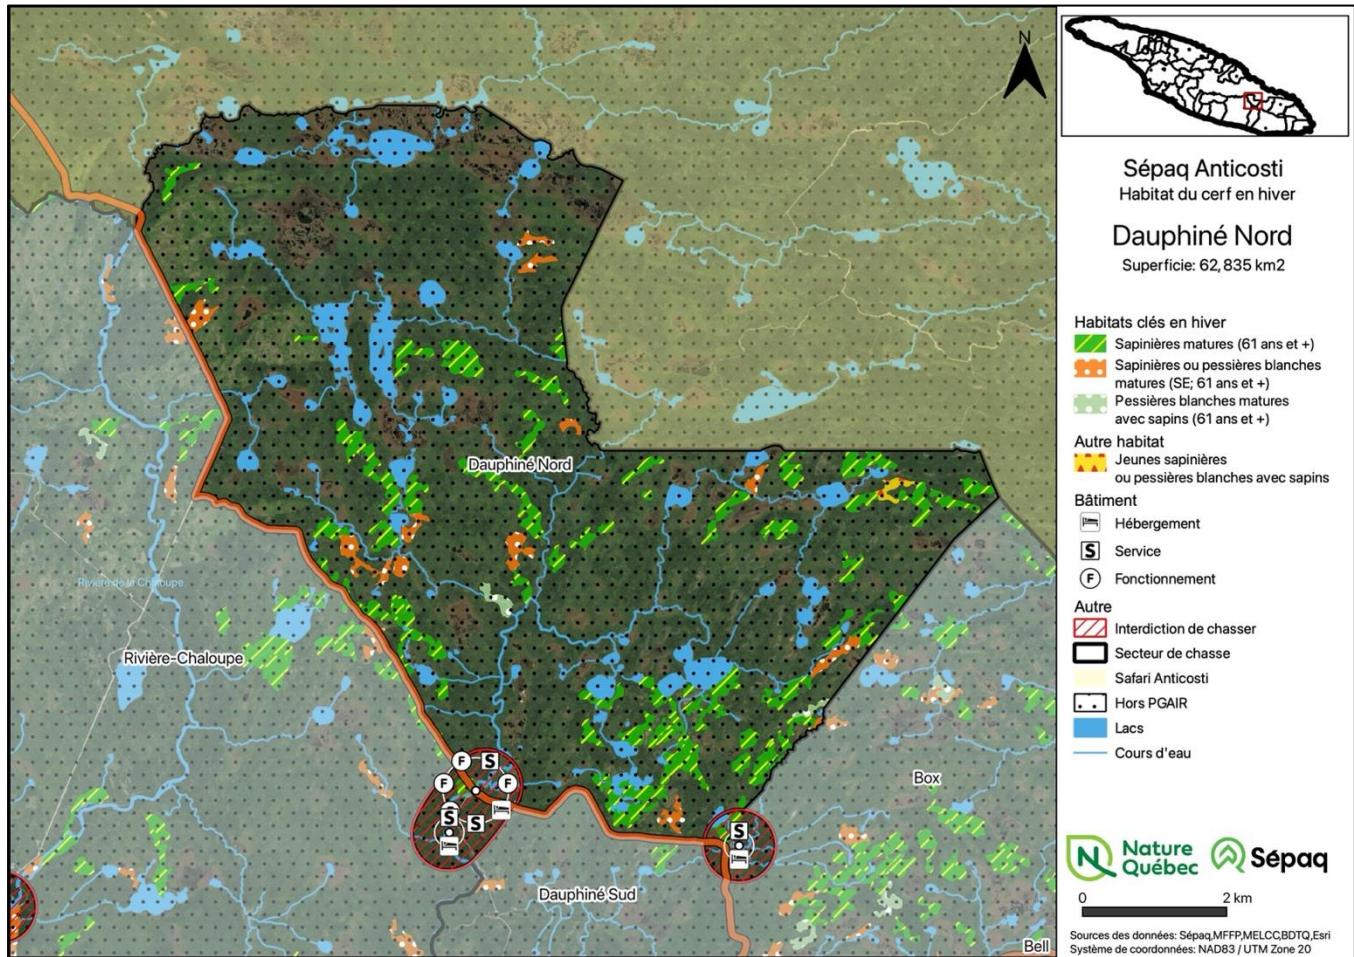 N
Sépaq Anticosti
Habitat du cerf en hiver
Dauphiné Nord
Superficie: 62,835 km2
Habitats clés en hiver
Sapinières matures (61 ans et +)
Sapinières ou pessières blanches
matures (SE; 61 ans et +)
Pessières blanches matures
avec sapins (61 ans et +)
Autre habitat
Jeunes sapinières
ou pessières blanches avec sapins
Bâtiment
Hébergement
S Service
F Fonctionnement
Autre
Interdiction de chasser
Secteur de chasse
Safari Anticosti
Hors PGAIR
Lacs
Cours d'eau
Dauphiné Nord
Rivière de la Chaloupe
Rivière-Chaloupe
F
S
F
F
S
S
S
Box
Dauphiné Sud
Bell
N Nature
Québec
Sépaq
0 2 km
Sources des données: Sépaq,MFFP,MELCC,BDTQ,Esri
Système de coordonnées: NAD83 / UTM Zone 20